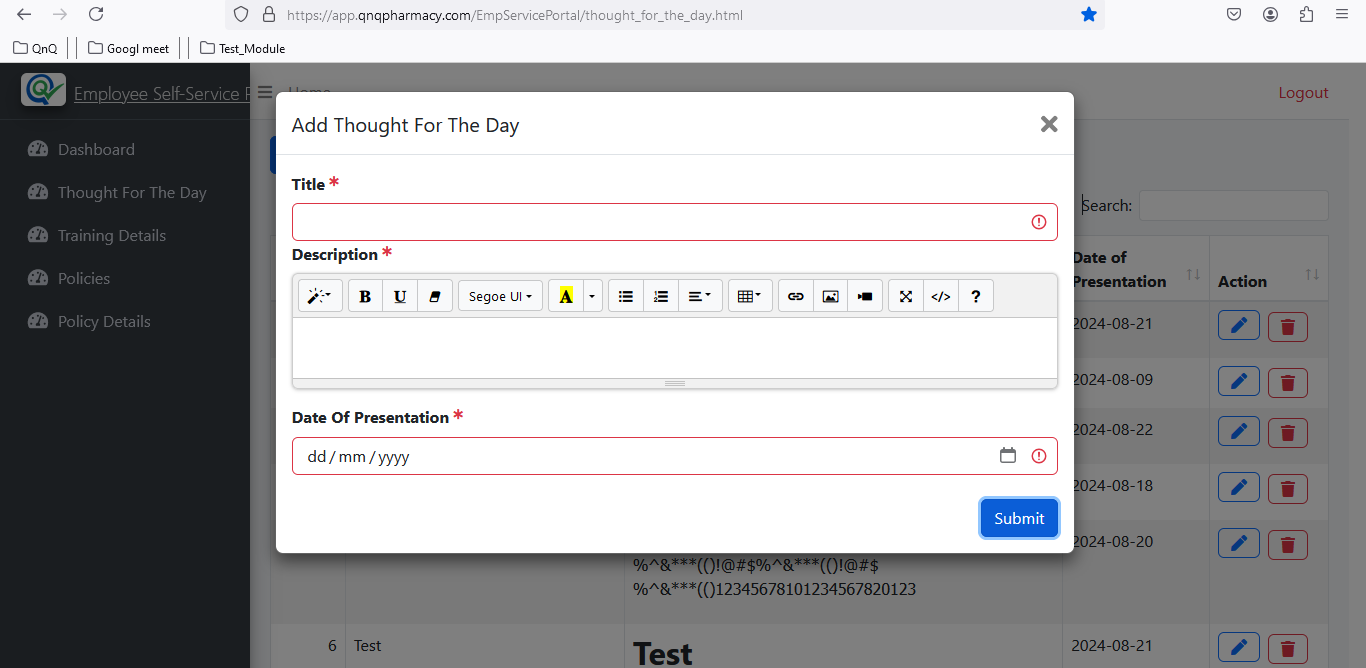 https://app.qnqpharmacy.com/EmpServicePortal/thought_for_the_day.html
QnQ
Googl meet
Test_Module
Employee Self-Service P
Home
Logout
Dashboard
Thought For The Day
Training Details
Policies
Policy Details
Add Thought For The Day
Title *
Description *
B U Segoe UI A </> ?
Date Of Presentation *
dd / mm / yyyy
Submit
Search:
Date of
Presentation
Action
2024-08-21
2024-08-09
2024-08-22
2024-08-18
2024-08-20
%^&***(()!@#$%^&***(()!@#$
%^&***(()12345678101234567820123
6 Test Test 2024-08-21